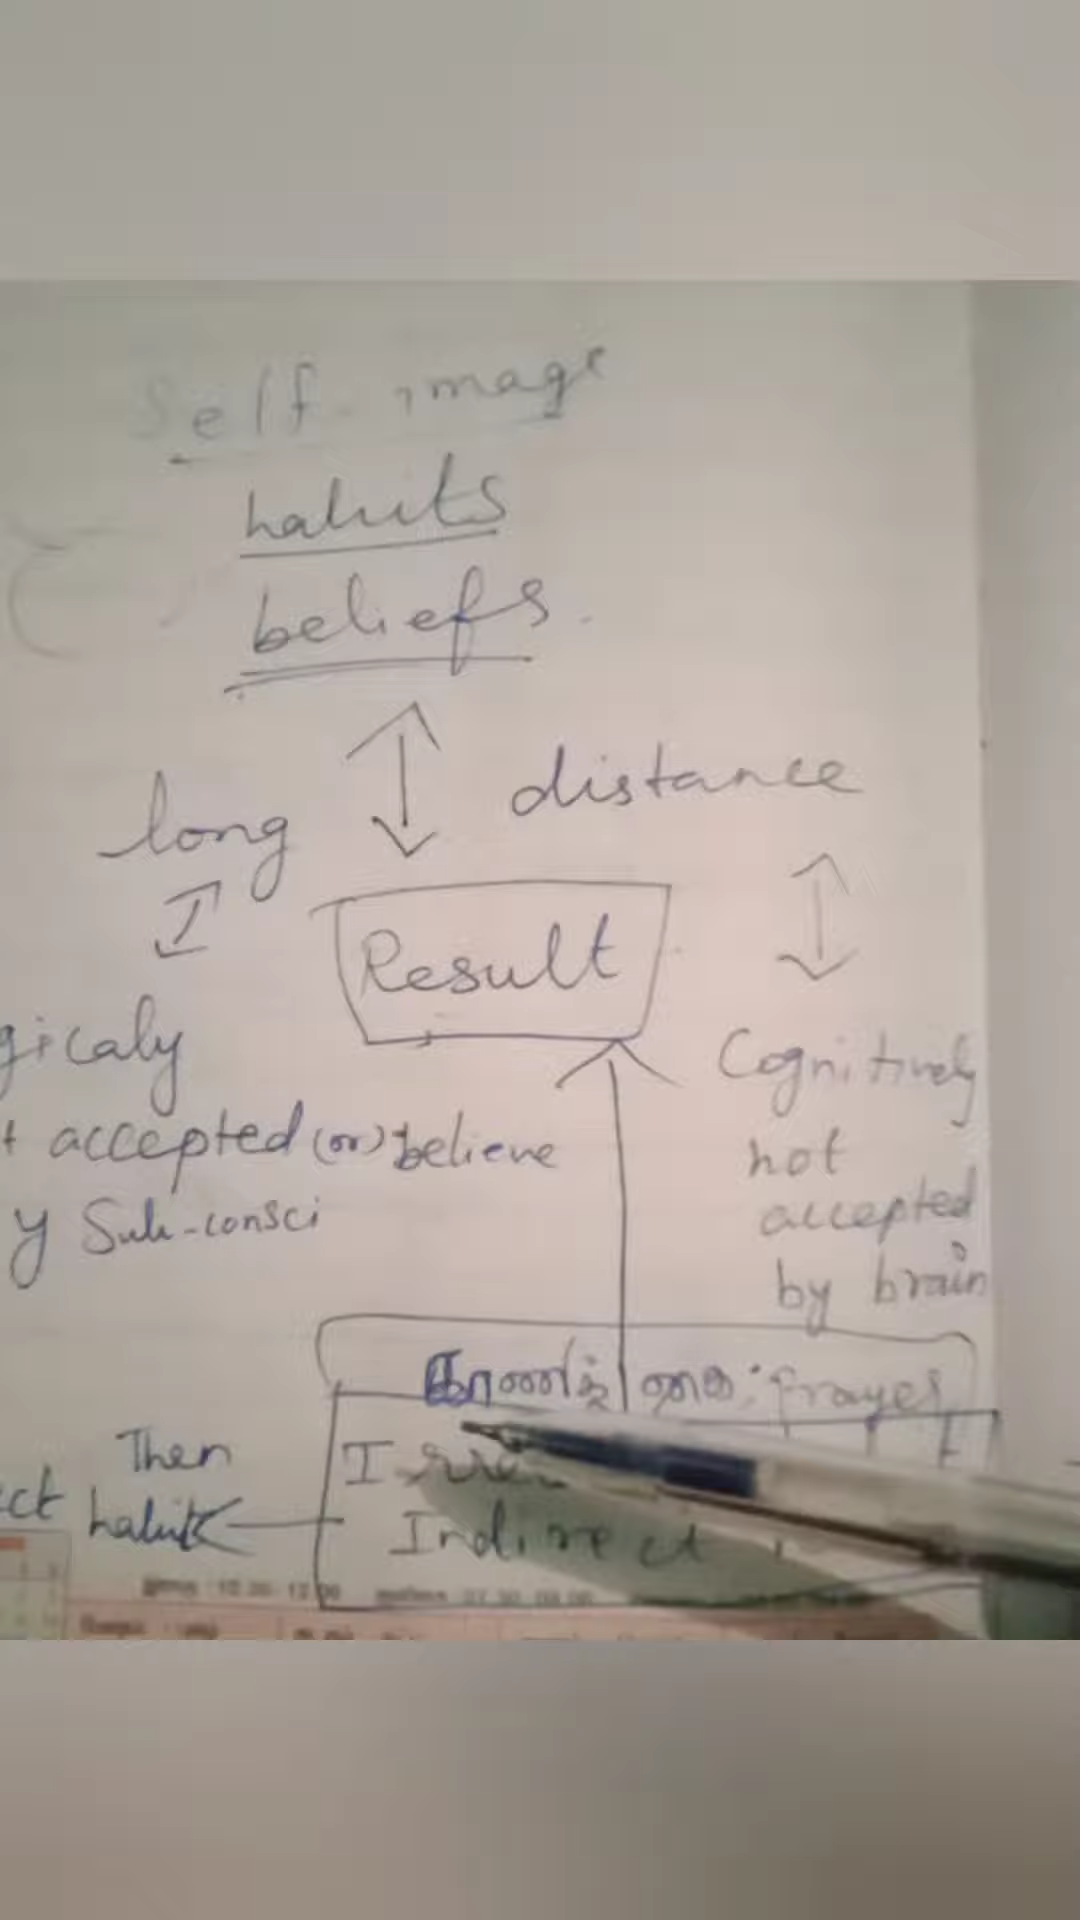 Self-image
habits
beliefs.
long distance
Result
gicaly
Cognitively
t accepted (or) believe
not
accepted
y Sub-consci
by brain
காணிக்கை: Prayer
Then
ect habit
Indirect